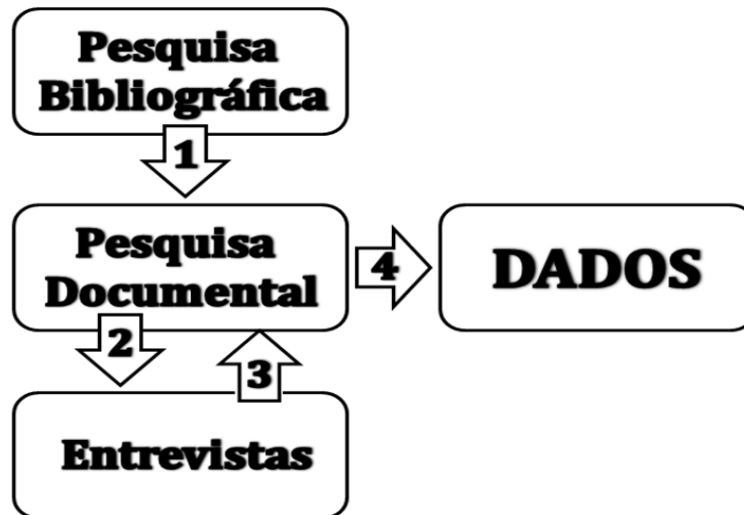 Pesquisa
Bibliográfica
1
Pesquisa
Documental
4
DADOS
2
3
Entrevistas